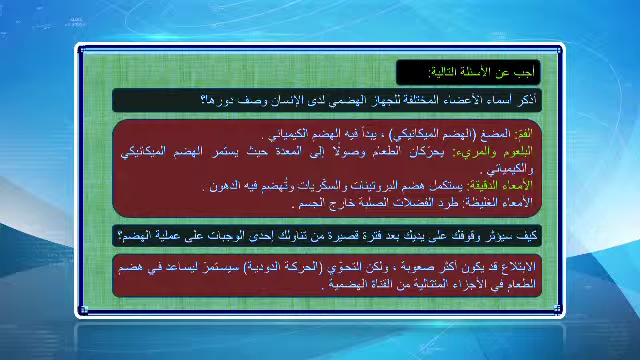 أجب عن الأسئلة التالية:
أذكر أسماء الأعضاء المختلفة للجهاز الهضمي لدى الإنسان وصف دورها؟
الفم: المضغ (الهضم الميكانيكي) ، يبدأ فيه الهضم الكيميائي .
البلعوم والمريء: يحرّكان الطعام وصولًا إلى المعدة حيث يستمر الهضم الميكانيكي
والكيميائي .
الأمعاء الدقيقة: يستكمل هضم البروتينات والسكّريات وتُهضم فيه الدهون .
الأمعاء الغليظة: طرد الفضلات الصلبة خارج الجسم .
كيف سيؤثر وقوفك على يديك بعد فترة قصيرة من تناولك إحدى الوجبات على عملية الهضم؟
الابتلاع قد يكون أكثر صعوبة ، ولكن التحوّي (الحركة الدودية) سيستمرّ ليساعد في هضم
الطعام في الأجزاء المتتالية من القناة الهضمية .